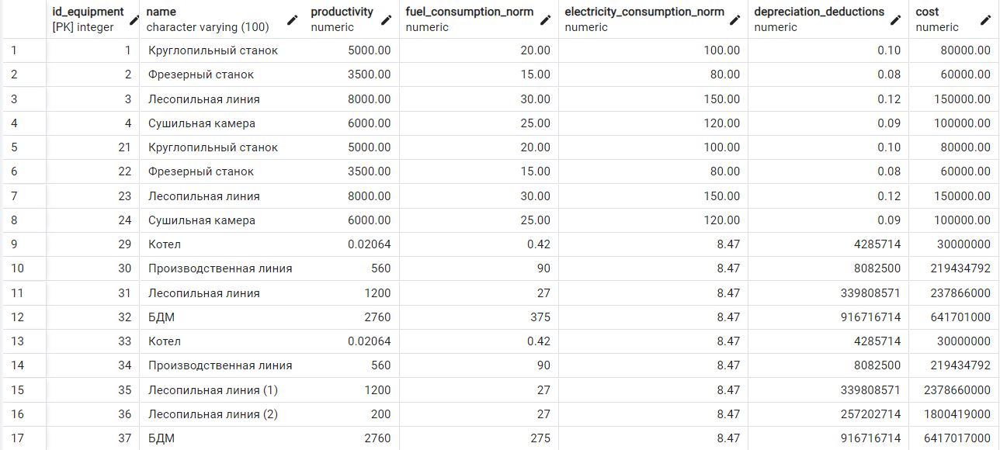 id_equipment name productivity fuel_consumption_norm electricity_consumption_norm depreciation_deductions cost
[PK] integer character varying (100) numeric numeric numeric numeric numeric
1 1 Круглопильный станок 5000.00 20.00 100.00 0.10 80000.00
2 2 Фрезерный станок 3500.00 15.00 80.00 0.08 60000.00
3 3 Лесопильная линия 8000.00 30.00 150.00 0.12 150000.00
4 4 Сушильная камера 6000.00 25.00 120.00 0.09 100000.00
5 21 Круглопильный станок 5000.00 20.00 100.00 0.10 80000.00
6 22 Фрезерный станок 3500.00 15.00 80.00 0.08 60000.00
7 23 Лесопильная линия 8000.00 30.00 150.00 0.12 150000.00
8 24 Сушильная камера 6000.00 25.00 120.00 0.09 100000.00
9 29 Котел 0.02064 0.42 8.47 4285714 30000000
10 30 Производственная линия 560 90 8.47 8082500 219434792
11 31 Лесопильная линия 1200 27 8.47 339808571 237866000
12 32 БДМ 2760 375 8.47 916716714 641701000
13 33 Котел 0.02064 0.42 8.47 4285714 30000000
14 34 Производственная линия 560 90 8.47 8082500 219434792
15 35 Лесопильная линия (1) 1200 27 8.47 339808571 2378660000
16 36 Лесопильная линия (2) 200 27 8.47 257202714 1800419000
17 37 БДМ 2760 275 8.47 916716714 6417017000